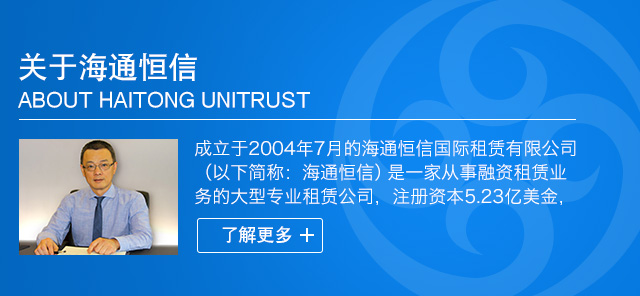 关于海通恒信
ABOUT HAITONG UNITRUST
成立于2004年7月的海通恒信国际租赁有限公司
（以下简称：海通恒信）是一家从事融资租赁业
务的大型专业租赁公司，注册资本5.23亿美金，
了解更多 +